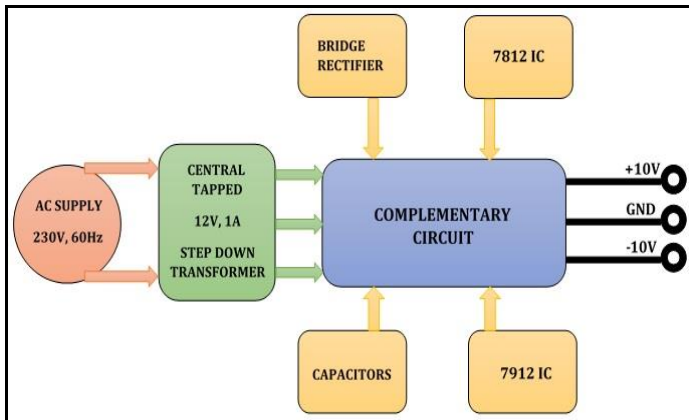 BRIDGE
RECTIFIER
7812 IC
AC SUPPLY
230V, 60Hz
CENTRAL
TAPPED
12V, 1A
STEP DOWN
TRANSFORMER
COMPLEMENTARY
CIRCUIT
+10V
GND
-10V
CAPACITORS
7912 IC